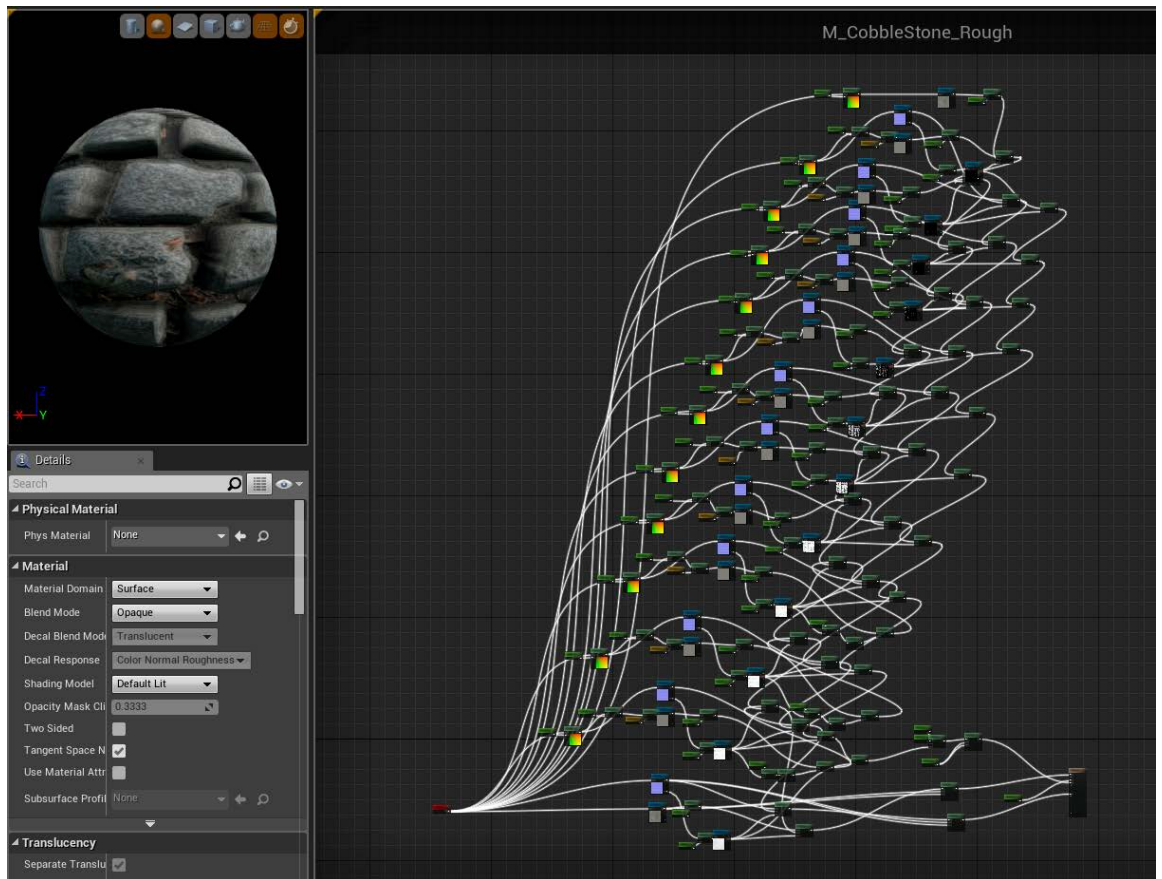 M_CobbleStone_Rough
Z
X Y
Details
Search
Physical Material
Phys Material None
Material
Material Domain Surface
Blend Mode Opaque
Decal Blend Mod Translucent
Decal Response Color Normal Roughness
Shading Model Default Lit
Opacity Mask Cli 0.3333
Two Sided
Tangent Space N
Use Material Attr
Subsurface Profil None
Translucency
Separate Translu